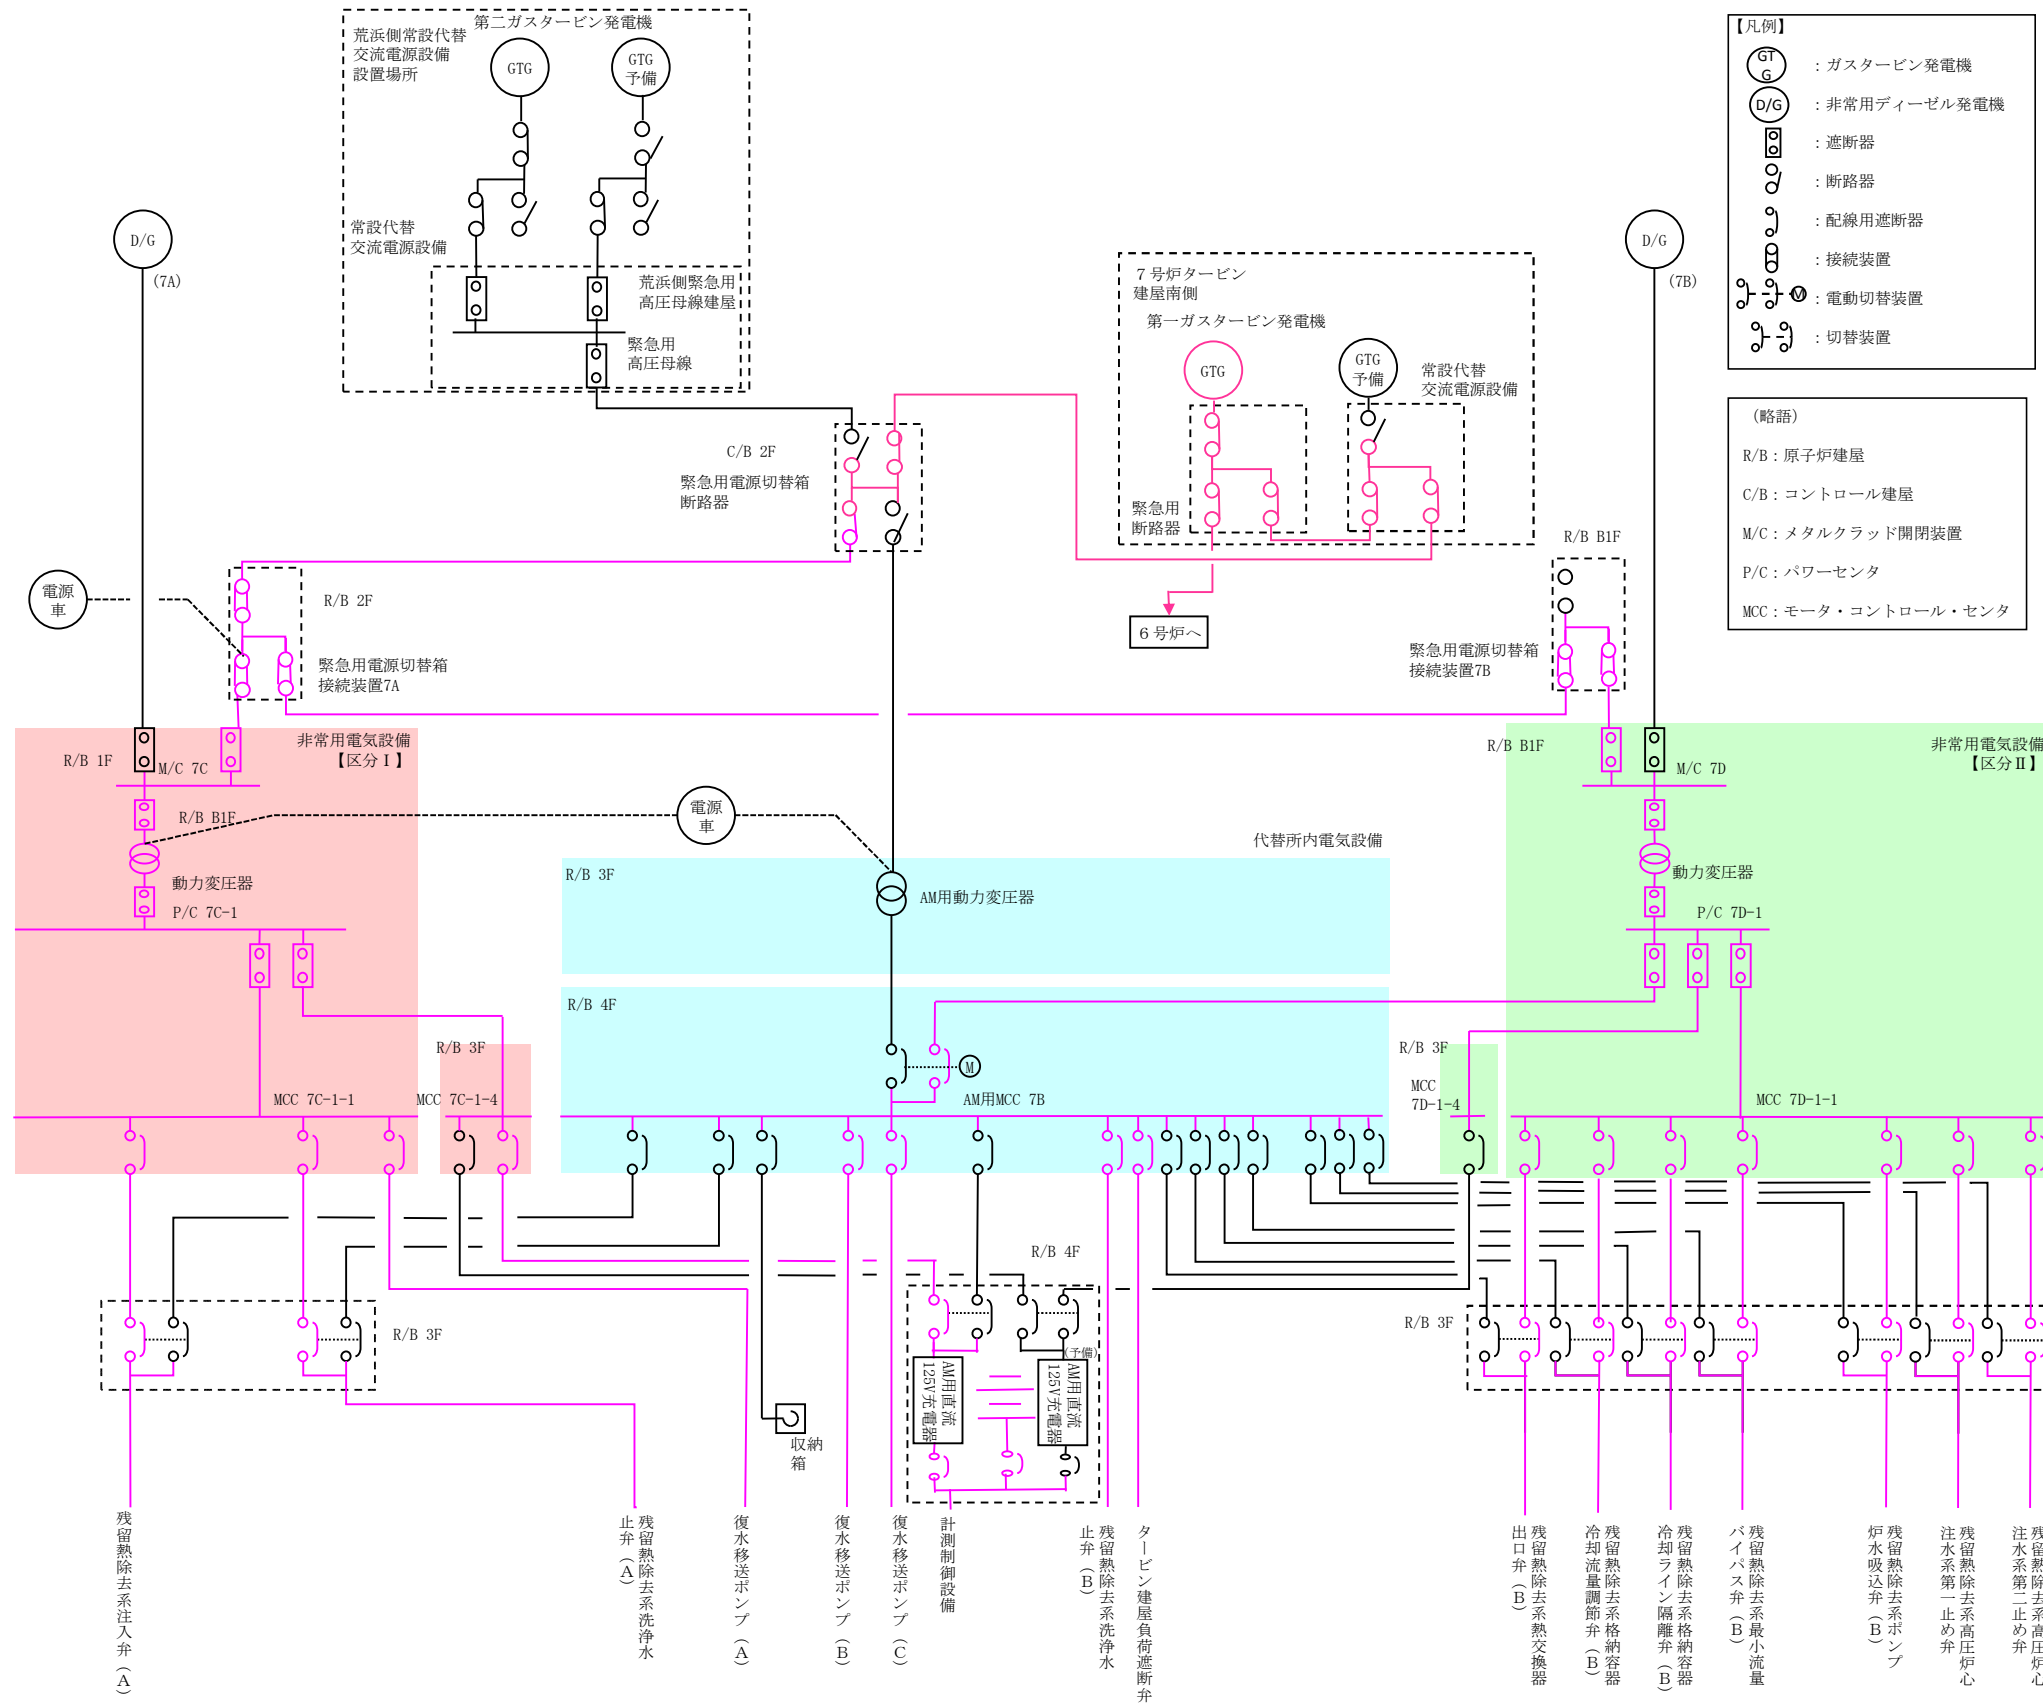 第二ガスタービン発電機
荒浜側常設代替
交流電源設備
設置場所
GTG
GTG
予備
常設代替
交流電源設備
荒浜側緊急用
高圧母線建屋
緊急用
高圧母線
D/G
(7A)
７号炉タービン
建屋南側
第一ガスタービン発電機
GTG
GTG
予備
常設代替
交流電源設備
緊急用
断路器
６号炉へ
D/G
(7B)
【凡例】
GT
G
：ガスタービン発電機
D/G
：非常用ディーゼル発電機
：遮断器
：断路器
：配線用遮断器
：接続装置
M
：電動切替装置
：切替装置
（略語）
R/B：原子炉建屋
C/B：コントロール建屋
M/C：メタルクラッド開閉装置
P/C：パワーセンタ
MCC：モータ・コントロール・センタ
C/B 2F
緊急用電源切替箱
断路器
電源
車
R/B 2F
緊急用電源切替箱
接続装置7A
R/B B1F
緊急用電源切替箱
接続装置7B
非常用電気設備
【区分Ⅰ】
R/B 1F
M/C 7C
R/B B1F
動力変圧器
P/C 7C-1
電源
車
代替所内電気設備
R/B 3F
AM用動力変圧器
R/B B1F
M/C 7D
非常用電気設備
【区分Ⅱ】
動力変圧器
P/C 7D-1
R/B 4F
M
AM用MCC 7B
R/B 3F
MCC 7C-1-1
MCC 7C-1-4
R/B 3F
MCC
7D-1-4
MCC 7D-1-1
R/B 3F
R/B 4F
(予備)
AM用直流
125V充電器
AM用直流
125V充電器
収納
箱
R/B 3F
残留熱除去系注入弁（Ａ）
残留熱除去系洗浄水
止弁（Ａ）
復水移送ポンプ（Ａ）
復水移送ポンプ（Ｂ）
復水移送ポンプ（Ｃ）
計測制御設備
残留熱除去系洗浄水
止弁（Ｂ）
タービン建屋負荷遮断弁
残留熱除去系熱交換器
出口弁（Ｂ）
残留熱除去系格納容器
冷却流量調節弁（Ｂ）
残留熱除去系格納容器
冷却ライン隔離弁（Ｂ）
残留熱除去系最小流量
バイパス弁（Ｂ）
残留熱除去系ポンプ
炉水吸込弁（Ｂ）
残留熱除去系高圧炉心
注水系第一止め弁
残留熱除去系高圧炉心
注水系第二止め弁